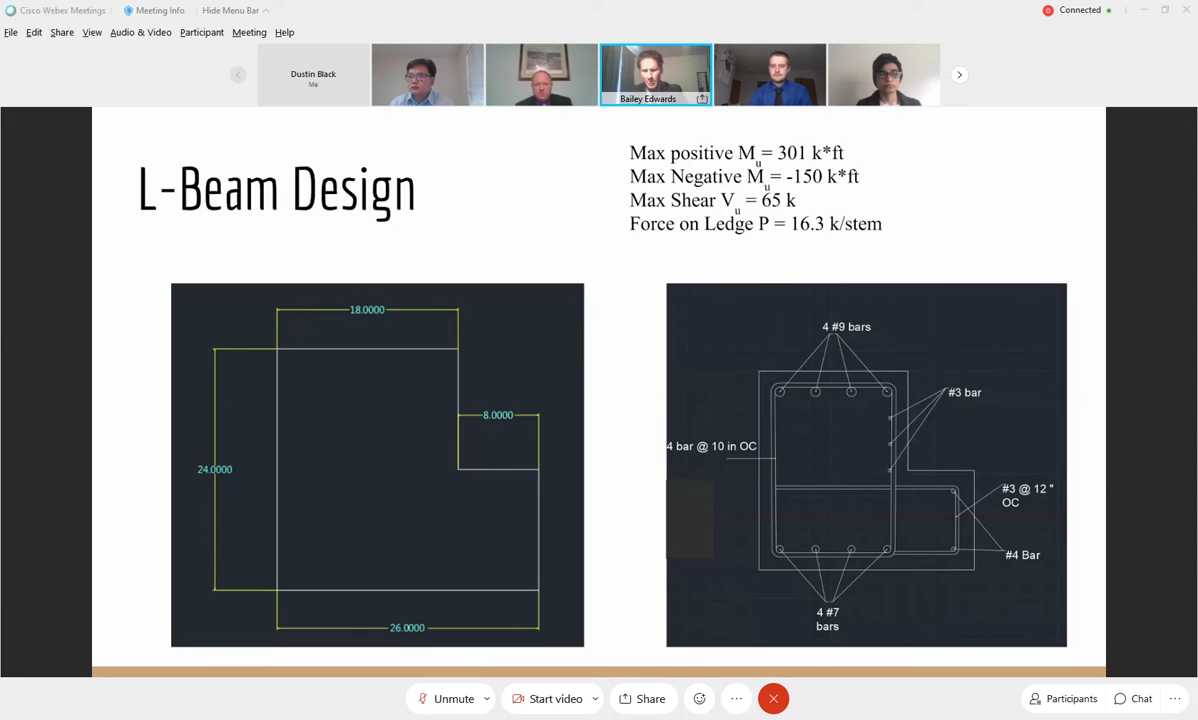 Cisco Webex Meetings
Meeting Info
Hide Menu Bar
Connected
File Edit Share View Audio & Video Participant Meeting Help
Dustin Black
Me
Bailey Edwards
L-Beam Design
Max positive Mu= 301 k*ft
Max Negative Mu= -150 k*ft
Max Shear Vu = 65 k
Force on Ledge P = 16.3 k/stem
18.0000
8.0000
24.0000
26.0000
4 #9 bars
#3 bar
4 bar @ 10 in OC
#3 @ 12 "
OC
#4 Bar
4 #7
bars
Unmute
Start video
Share
Participants
Chat